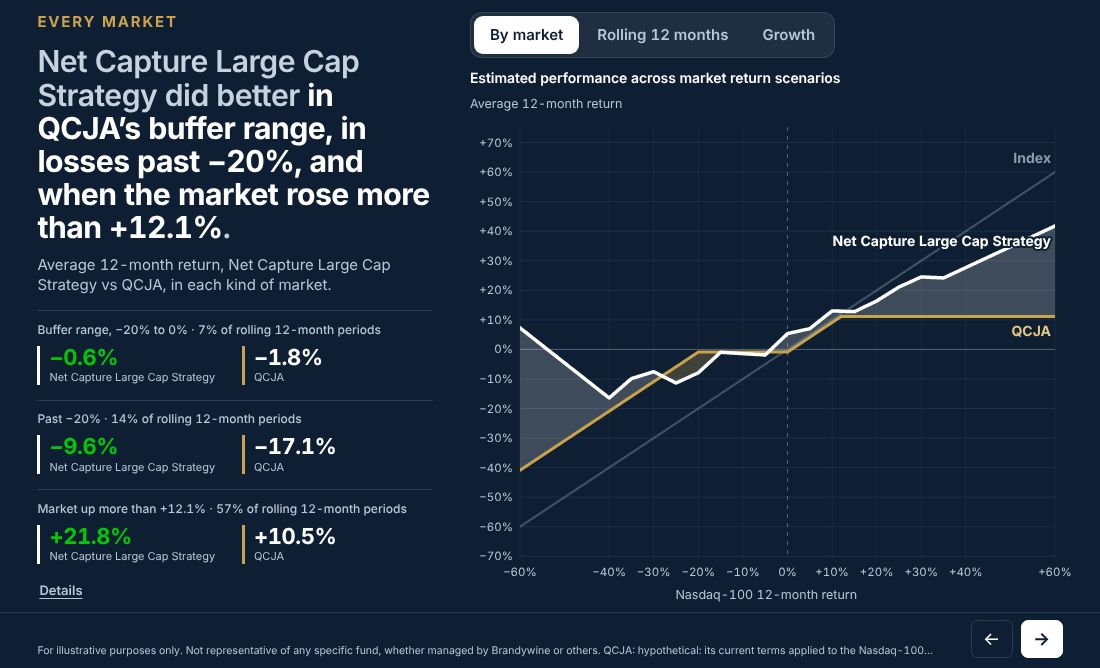 EVERY MARKET
Net Capture Large Cap
Strategy did better in
QCJA’s buffer range, in
losses past −20%, and
when the market rose more
than +12.1%.
Average 12-month return, Net Capture Large Cap
Strategy vs QCJA, in each kind of market.
Buffer range, −20% to 0% · 7% of rolling 12-month periods
−0.6%
Net Capture Large Cap Strategy
−1.8%
QCJA
Past −20% · 14% of rolling 12-month periods
−9.6%
Net Capture Large Cap Strategy
−17.1%
QCJA
Market up more than +12.1% · 57% of rolling 12-month periods
+21.8%
Net Capture Large Cap Strategy
+10.5%
QCJA
Details
By market
Rolling 12 months
Growth
Estimated performance across market return scenarios
Average 12-month return
+70%
+60%
+50%
+40%
+30%
+20%
+10%
0%
−10%
−20%
−30%
−40%
−50%
−60%
−70%
Index
Net Capture Large Cap Strategy
QCJA
−60% −40% −30% −20% −10% 0% +10% +20% +30% +40% +60%
Nasdaq-100 12-month return
For illustrative purposes only. Not representative of any specific fund, whether managed by Brandywine or others. QCJA: hypothetical: its current terms applied to the Nasdaq-100...